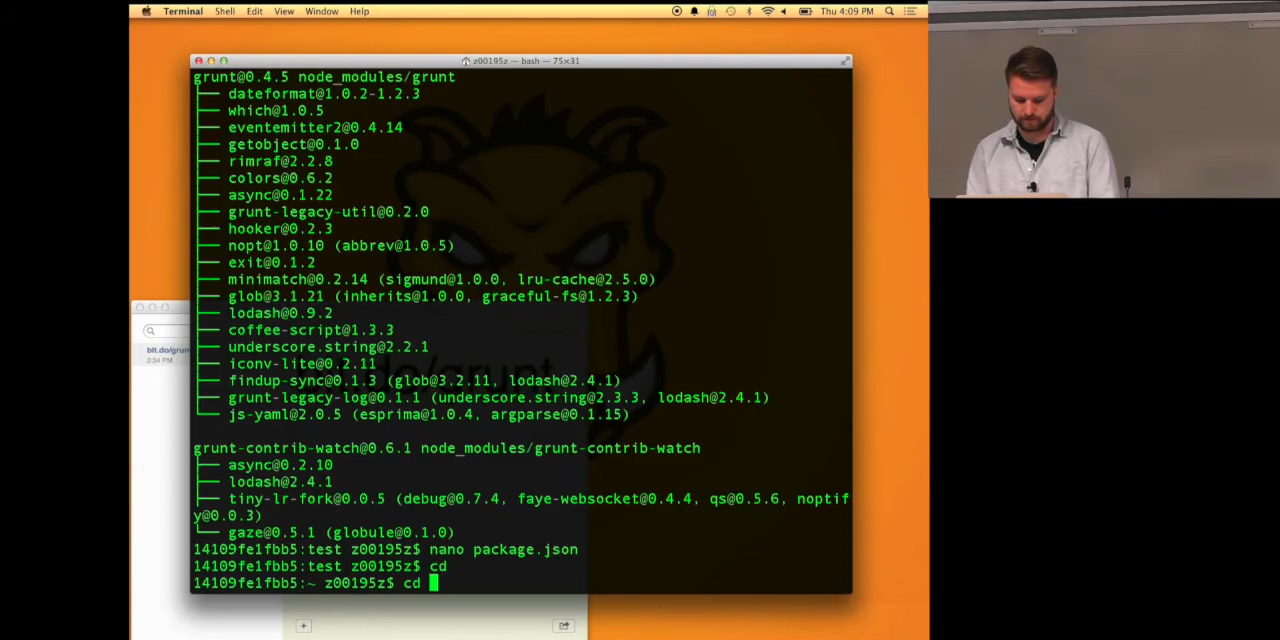 Terminal Shell Edit View Window Help
Thu 4:09 PM
z00195z — bash — 75×31
grunt@0.4.5 node_modules/grunt
├── dateformat@1.0.2-1.2.3
├── which@1.0.5
├── eventemitter2@0.4.14
├── getobject@0.1.0
├── rimraf@2.2.8
├── colors@0.6.2
├── async@0.1.22
├── grunt-legacy-util@0.2.0
├── hooker@0.2.3
├── nopt@1.0.10 (abbrev@1.0.5)
├── exit@0.1.2
├── minimatch@0.2.14 (sigmund@1.0.0, lru-cache@2.5.0)
├── glob@3.1.21 (inherits@1.0.0, graceful-fs@1.2.3)
├── lodash@0.9.2
├── coffee-script@1.3.3
├── underscore.string@2.2.1
├── iconv-lite@0.2.11
├── findup-sync@0.1.3 (glob@3.2.11, lodash@2.4.1)
├── grunt-legacy-log@0.1.1 (underscore.string@2.3.3, lodash@2.4.1)
└── js-yaml@2.0.5 (esprima@1.0.4, argparse@0.1.15)
grunt-contrib-watch@0.6.1 node_modules/grunt-contrib-watch
├── async@0.2.10
├── lodash@2.4.1
├── tiny-lr-fork@0.0.5 (debug@0.7.4, faye-websocket@0.4.4, qs@0.5.6, noptif
y@0.0.3)
└── gaze@0.5.1 (globule@0.1.0)
14109fe1fbb5:test z00195z$ nano package.json
14109fe1fbb5:test z00195z$ cd
14109fe1fbb5:~ z00195z$ cd
bit.do/grun
2:34 PM
bit.do/grunt